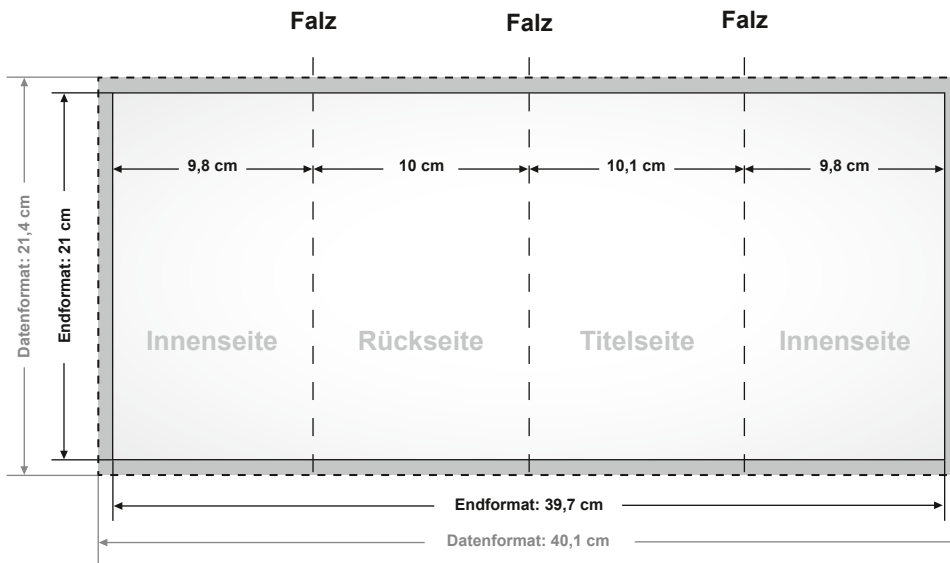 Falz
Falz
Falz
9,8 cm
10 cm
10,1 cm
9,8 cm
Datenformat: 21,4 cm
Endformat: 21 cm
Innenseite
Rückseite
Titelseite
Innenseite
Endformat: 39,7 cm
Datenformat: 40,1 cm